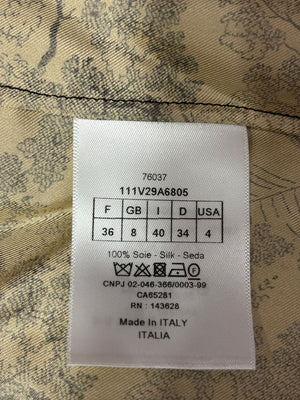 76037
111V29A6805
F GB I D USA
36 8 40 34 4
100% Soie - Silk - Seda
CNPJ 02-046-366/0003-99
CA65281
RN : 143628
Made In ITALY
ITALIA